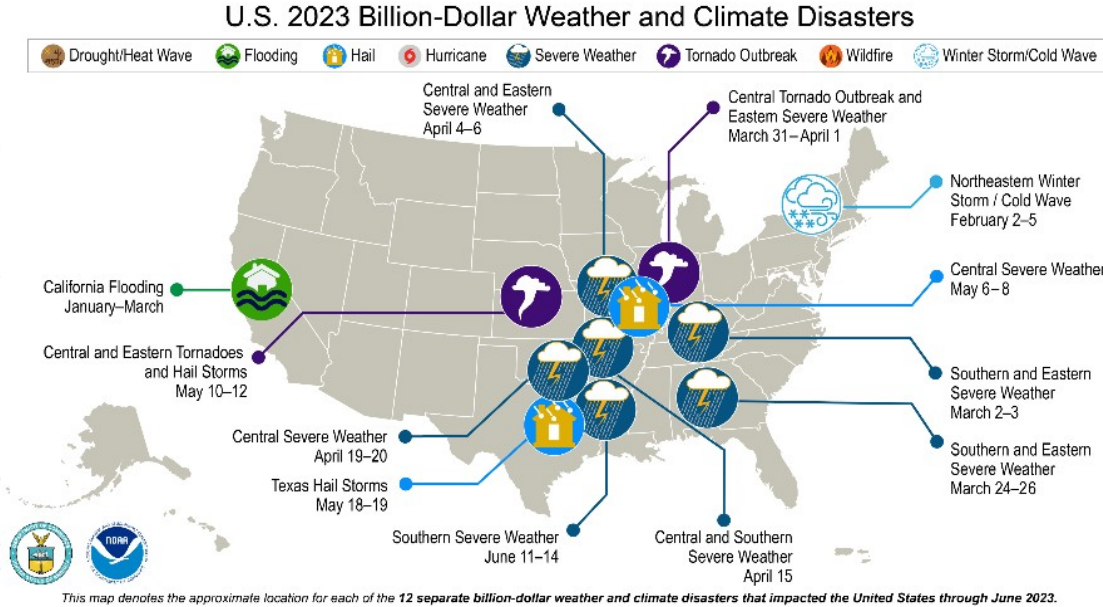 U.S. 2023 Billion-Dollar Weather and Climate Disasters
Drought/Heat Wave Flooding Hail Hurricane Severe Weather Tornado Outbreak Wildfire Winter Storm/Cold Wave
Central and Eastern
Severe Weather
April 4–6
Central Tornado Outbreak and
Eastern Severe Weather
March 31–April 1
Northeastern Winter
Storm / Cold Wave
February 2–5
California Flooding
January–March
Central Severe Weather
May 6–8
Central and Eastern Tornadoes
and Hail Storms
May 10–12
Southern and Eastern
Severe Weather
March 2–3
Central Severe Weather
April 19–20
Southern and Eastern
Severe Weather
March 24–26
Texas Hail Storms
May 18–19
Southern Severe Weather
June 11–14
Central and Southern
Severe Weather
April 15
NOAA
This map denotes the approximate location for each of the 12 separate billion-dollar weather and climate disasters that impacted the United States through June 2023.